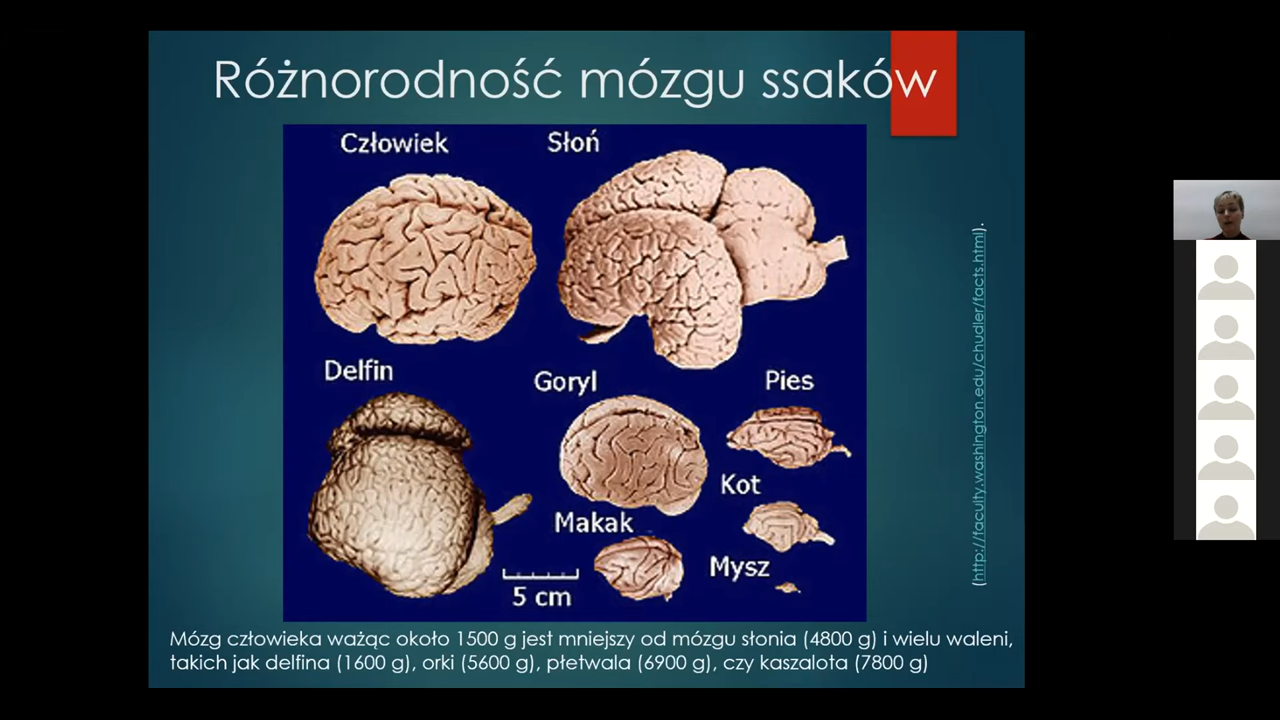 Różnorodność mózgu ssaków
Człowiek
Słoń
Delfin
Goryl
Pies
Kot
Makak
Mysz
5 cm
(http://faculty.washington.edu/chudler/facts.html).
Mózg człowieka ważąc około 1500 g jest mniejszy od mózgu słonia (4800 g) i wielu waleni,
takich jak delfina (1600 g), orki (5600 g), płetwala (6900 g), czy kaszalota (7800 g)